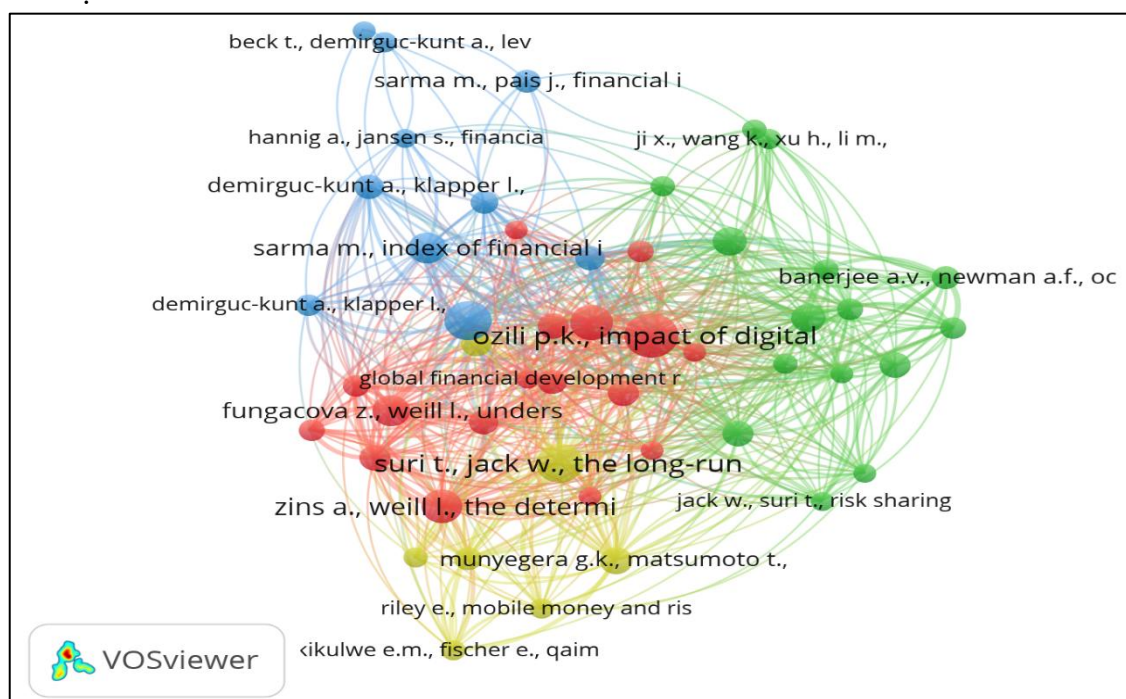 beck t., demirguc-kunt a., lev
sarma m., pais j., financial i
hannig a., jansen s., financia
ji x., wang k., xu h., li m.,
demirguc-kunt a., klapper l.,
sarma m., index of financial i
banerjee a.v., newman a.f., oc
demirguc-kunt a., klapper l.,
ozili p.k., impact of digital
global financial development r
fungacova z., weill l., unders
suri t., jack w., the long-run
zins a., weill l., the determi
jack w., suri t., risk sharing
munyegera g.k., matsumoto t.,
riley e., mobile money and ris
kikulwe e.m., fischer e., qaim
VOSviewer